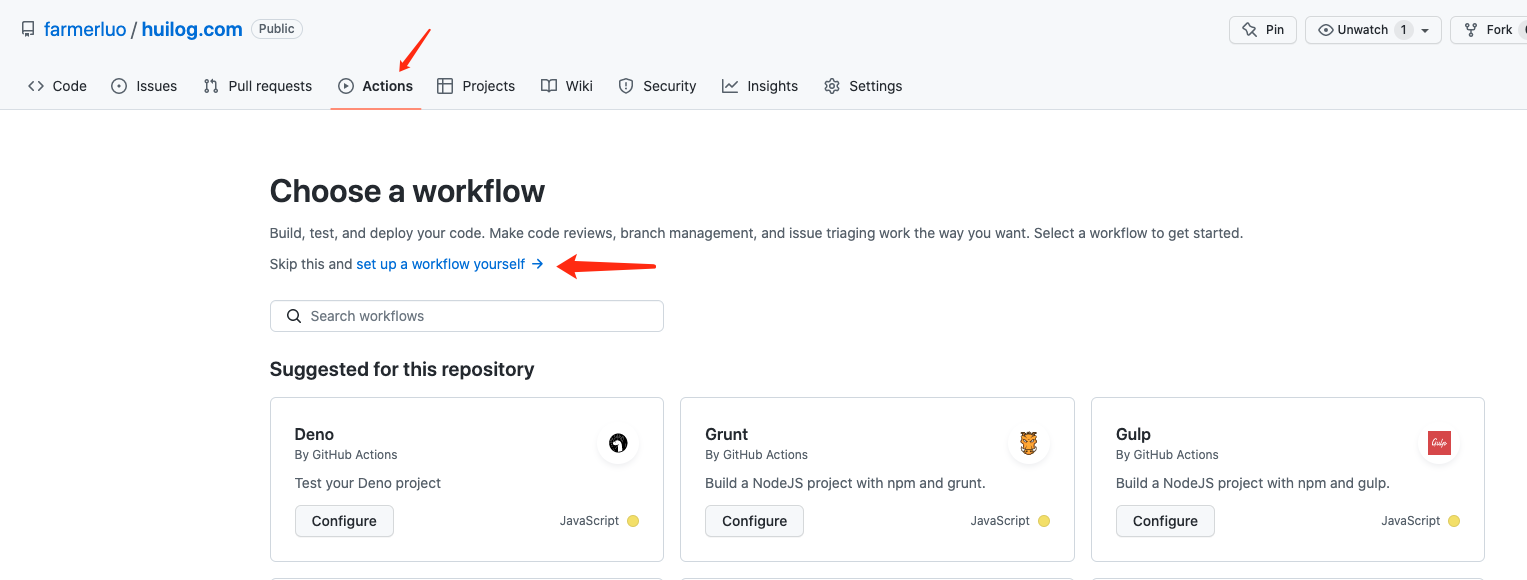 farmerluo / huilog.com Public
Pin
Unwatch 1
Fork
Code
Issues
Pull requests
Actions
Projects
Wiki
Security
Insights
Settings
Choose a workflow
Build, test, and deploy your code. Make code reviews, branch management, and issue triaging work the way you want. Select a workflow to get started.
Skip this and set up a workflow yourself →
Search workflows
Suggested for this repository
Deno
By GitHub Actions
Test your Deno project
Configure
JavaScript
Grunt
By GitHub Actions
Build a NodeJS project with npm and grunt.
Configure
JavaScript
Gulp
Gulp
By GitHub Actions
Build a NodeJS project with npm and gulp.
Configure
JavaScript